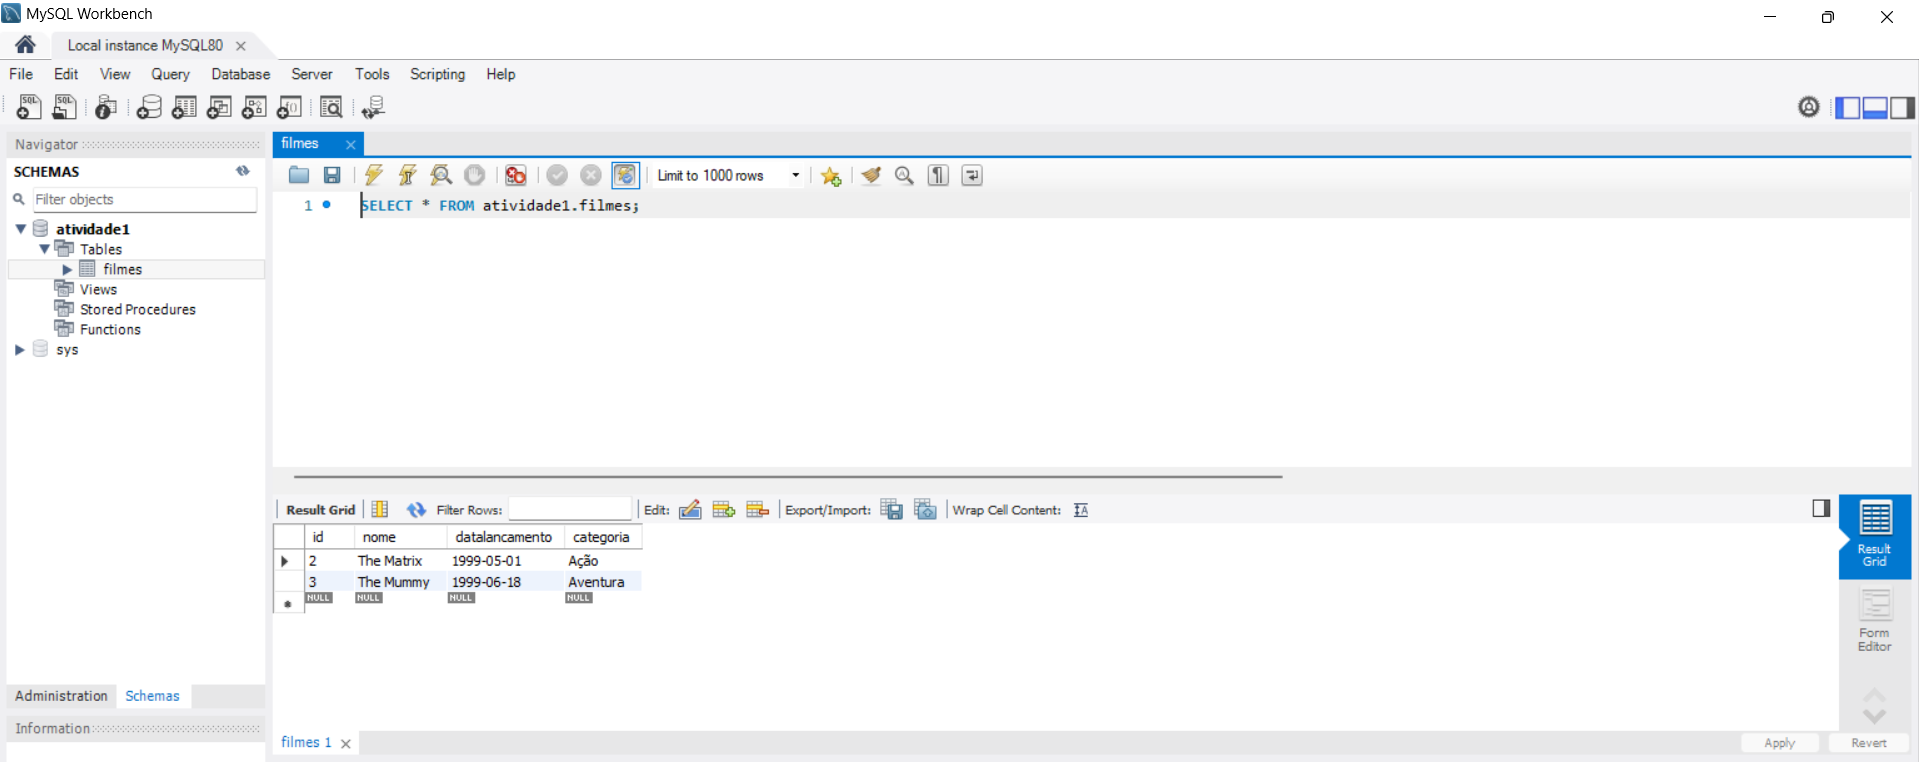 MySQL Workbench
Local instance MySQL80
File Edit View Query Database Server Tools Scripting Help
Navigator
filmes
SCHEMAS
Limit to 1000 rows
Filter objects
1 SELECT * FROM atividade1.filmes;
atividade1
Tables
filmes
Views
Stored Procedures
Functions
sys
Result Grid Filter Rows: Edit: Export/Import: Wrap Cell Content:
id nome datalancamento categoria
2 The Matrix 1999-05-01 Ação
3 The Mummy 1999-06-18 Aventura
NULL NULL NULL NULL
Result
Grid
Form
Editor
Administration Schemas
Information
filmes 1
Apply Revert